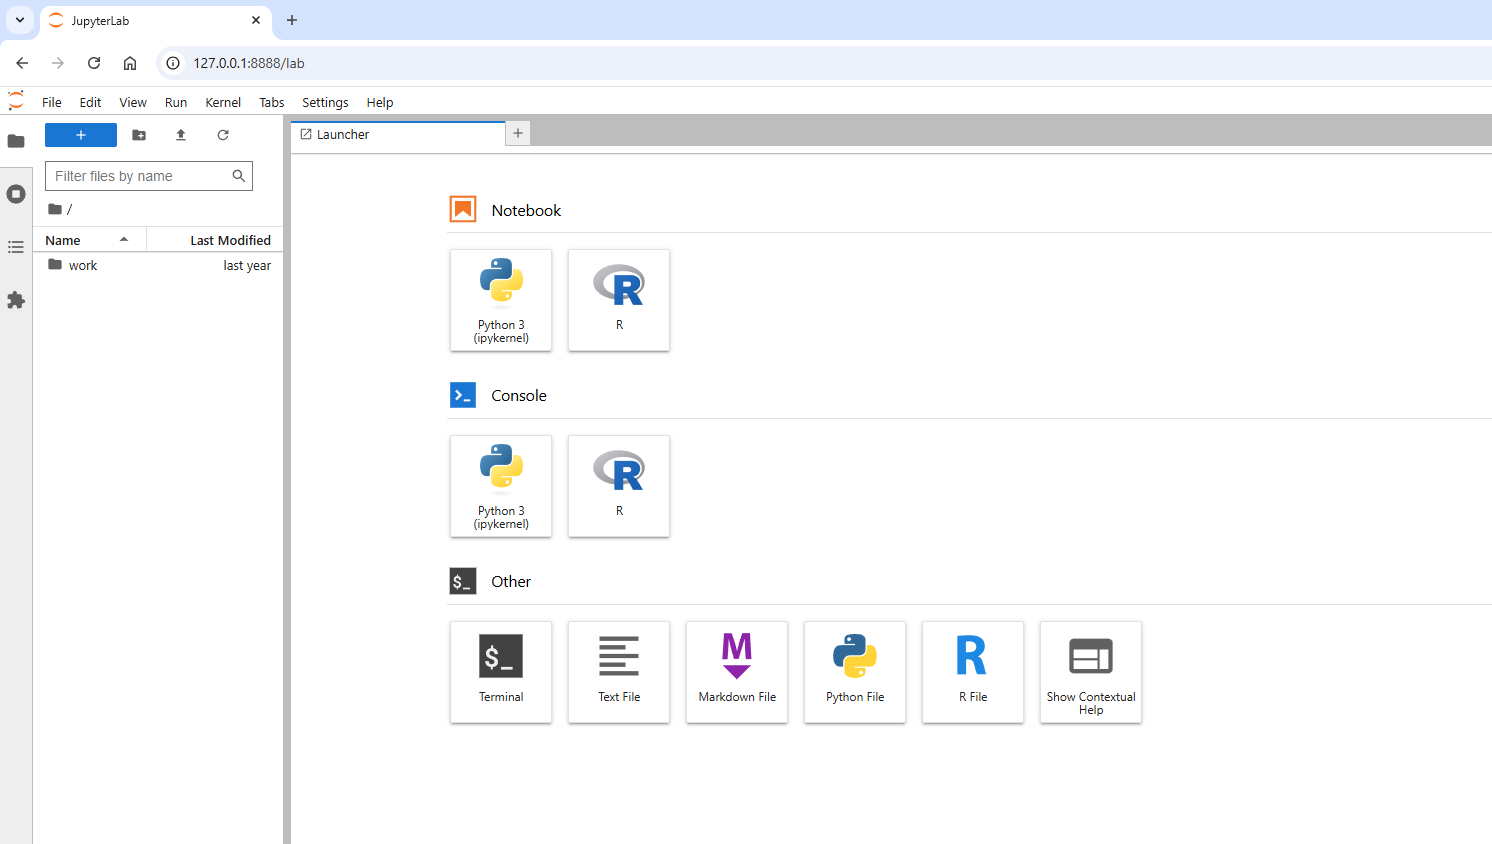 JupyterLab
127.0.0.1:8888/lab
File Edit View Run Kernel Tabs Settings Help
Launcher
Filter files by name
/
Name Last Modified
work last year
Notebook
Python 3
(ipykernel)
R
Console
Python 3
(ipykernel)
R
$_ Other
$_
Terminal
Text File
M
Markdown File
Python File
R
R File
Show Contextual
Help